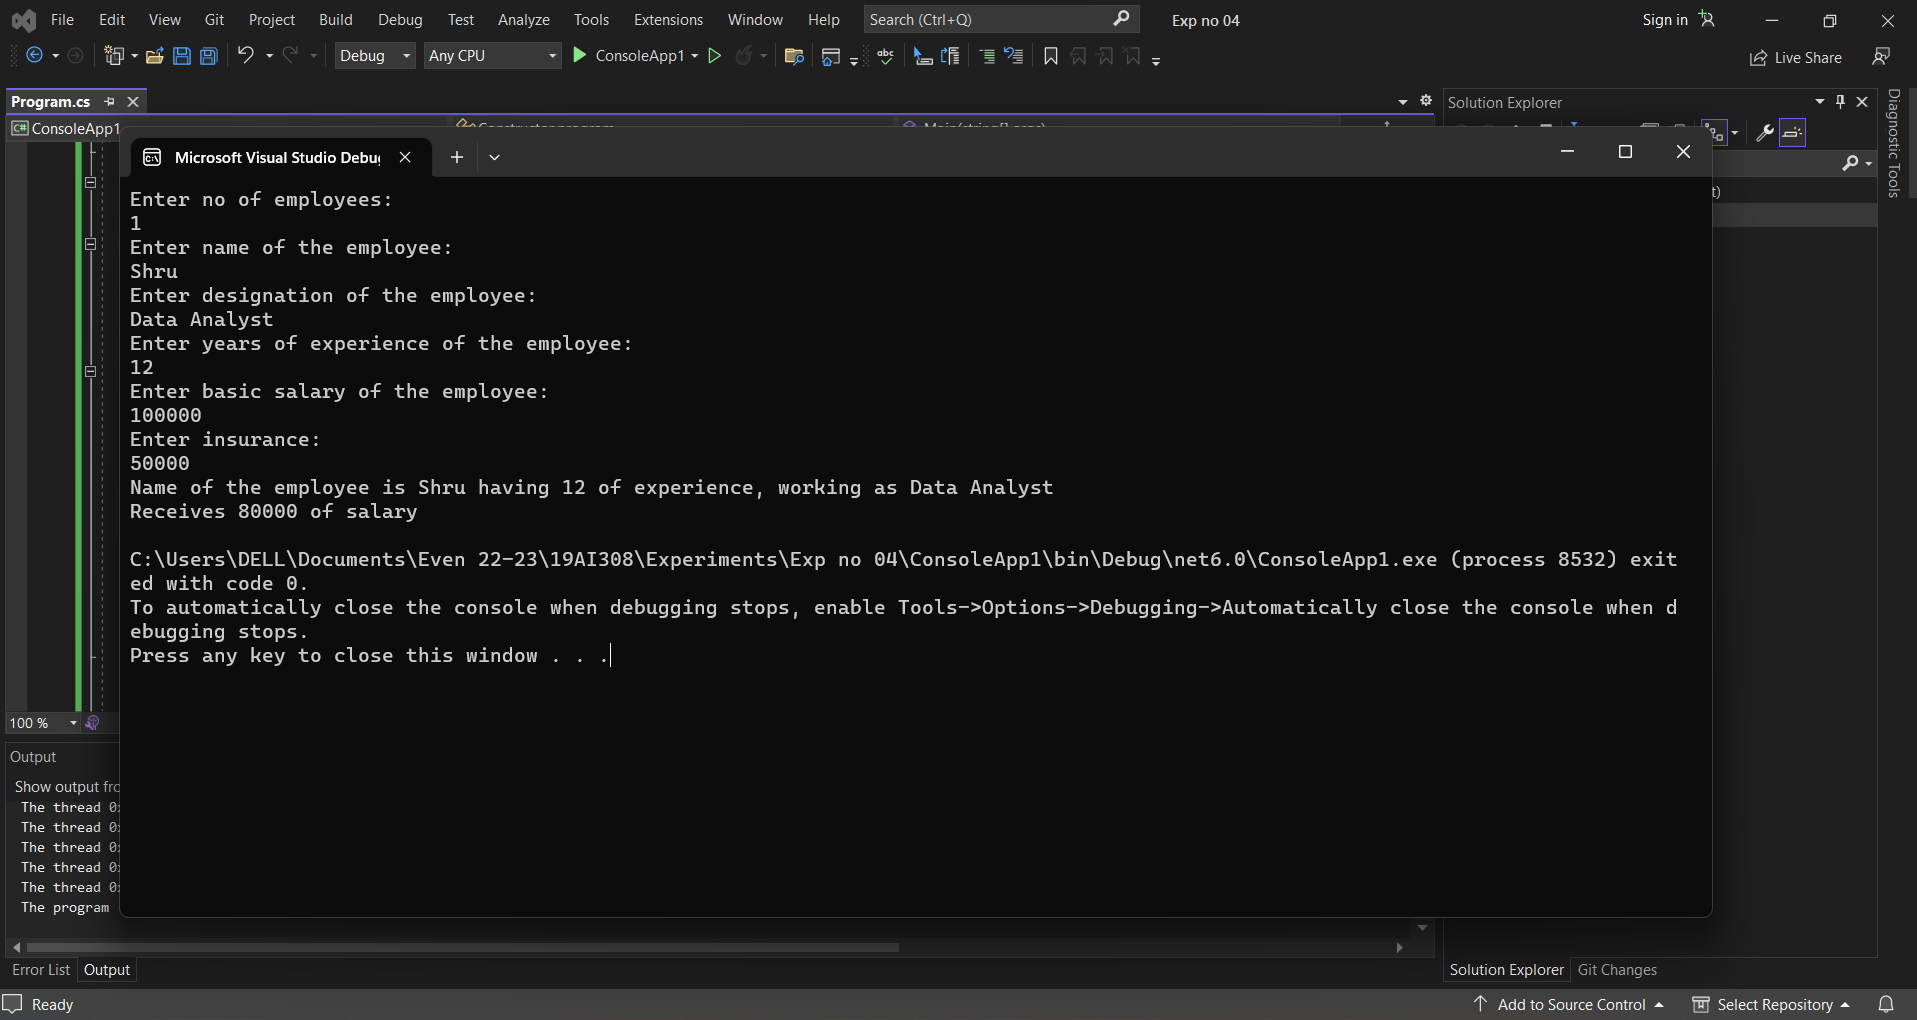 File Edit View Git Project Build Debug Test Analyze Tools Extensions Window Help Search (Ctrl+Q) Exp no 04 Sign in
Debug Any CPU ConsoleApp1 Live Share
Program.cs Solution Explorer
C# ConsoleApp1 Main(string[] args)
Diagnostic Tools
Microsoft Visual Studio Debug
Enter no of employees:
1
Enter name of the employee:
Shru
Enter designation of the employee:
Data Analyst
Enter years of experience of the employee:
12
Enter basic salary of the employee:
100000
Enter insurance:
50000
Name of the employee is Shru having 12 of experience, working as Data Analyst
Receives 80000 of salary
C:\Users\DELL\Documents\Even 22-23\19AI308\Experiments\Exp no 04\ConsoleApp1\bin\Debug\net6.0\ConsoleApp1.exe (process 8532) exit
ed with code 0.
To automatically close the console when debugging stops, enable Tools->Options->Debugging->Automatically close the console when d
ebugging stops.
Press any key to close this window . . .
100 %
Output
Show output
The thread
The thread
The thread
The thread
The thread
The program
Error List Output Solution Explorer Git Changes
Ready Add to Source Control Select Repository